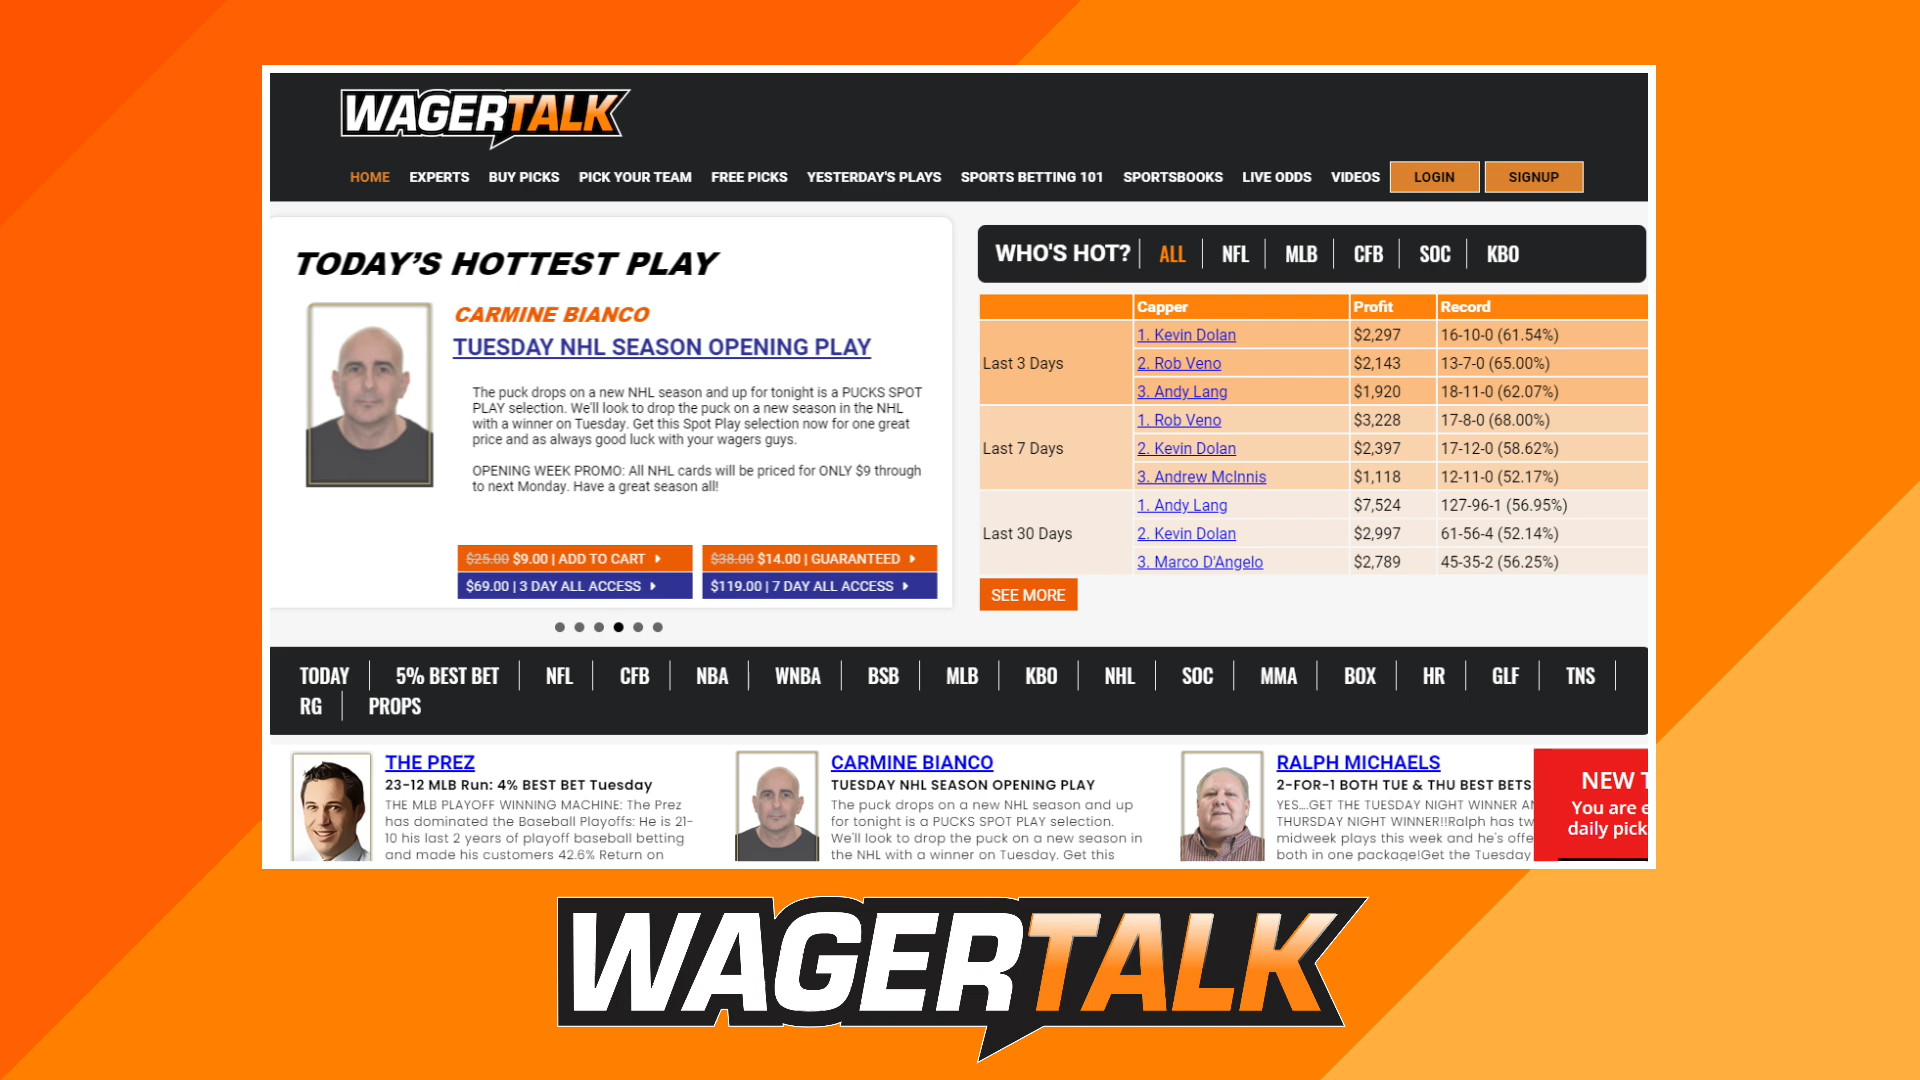 WAGERTALK
HOME EXPERTS BUY PICKS PICK YOUR TEAM FREE PICKS YESTERDAY'S PLAYS SPORTS BETTING 101 SPORTSBOOKS LIVE ODDS VIDEOS LOGIN SIGNUP
TODAY'S HOTTEST PLAY
CARMINE BIANCO
TUESDAY NHL SEASON OPENING PLAY
The puck drops on a new NHL season and up for tonight is a PUCKS SPOT
PLAY selection. We'll look to drop the puck on a new season in the NHL
with a winner on Tuesday. Get this Spot Play selection now for one great
price and as always good luck with your wagers guys.
OPENING WEEK PROMO: All NHL cards will be priced for ONLY $9 through
to next Monday. Have a great season all!
$25.00 $9.00 | ADD TO CART
$38.00 $14.00 | GUARANTEED
$69.00 | 3 DAY ALL ACCESS
$119.00 | 7 DAY ALL ACCESS
WHO'S HOT? ALL NFL MLB CFB SOC KBO
Capper Profit Record
Last 3 Days
1. Kevin Dolan $2,297 16-10-0 (61.54%)
2. Rob Veno $2,143 13-7-0 (65.00%)
3. Andy Lang $1,920 18-11-0 (62.07%)
Last 7 Days
1. Rob Veno $3,228 17-8-0 (68.00%)
2. Kevin Dolan $2,397 17-12-0 (58.62%)
3. Andrew McInnis $1,118 12-11-0 (52.17%)
Last 30 Days
1. Andy Lang $7,524 127-96-1 (56.95%)
2. Kevin Dolan $2,997 61-56-4 (52.14%)
3. Marco D'Angelo $2,789 45-35-2 (56.25%)
SEE MORE
TODAY 5% BEST BET NFL CFB NBA WNBA BSB MLB KBO NHL SOC MMA BOX HR GLF TNS
RG PROPS
THE PREZ
23-12 MLB Run: 4% BEST BET Tuesday
THE MLB PLAYOFF WINNING MACHINE: The Prez
has dominated the Baseball Playoffs: He is 21-
10 his last 2 years of playoff baseball betting
and made his customers 42.6% Return on
CARMINE BIANCO
TUESDAY NHL SEASON OPENING PLAY
The puck drops on a new NHL season and up
for tonight is a PUCKS SPOT PLAY selection.
We'll look to drop the puck on a new season in
the NHL with a winner on Tuesday. Get this
RALPH MICHAELS
2-FOR-1 BOTH TUE & THU BEST BETS
YES....GET THE TUESDAY NIGHT WINNER
THURSDAY NIGHT WINNER!!Ralph has
midweek plays this week and he's
both in one package!Get the Tuesday
NEW
You are
daily pick
WAGERTALK